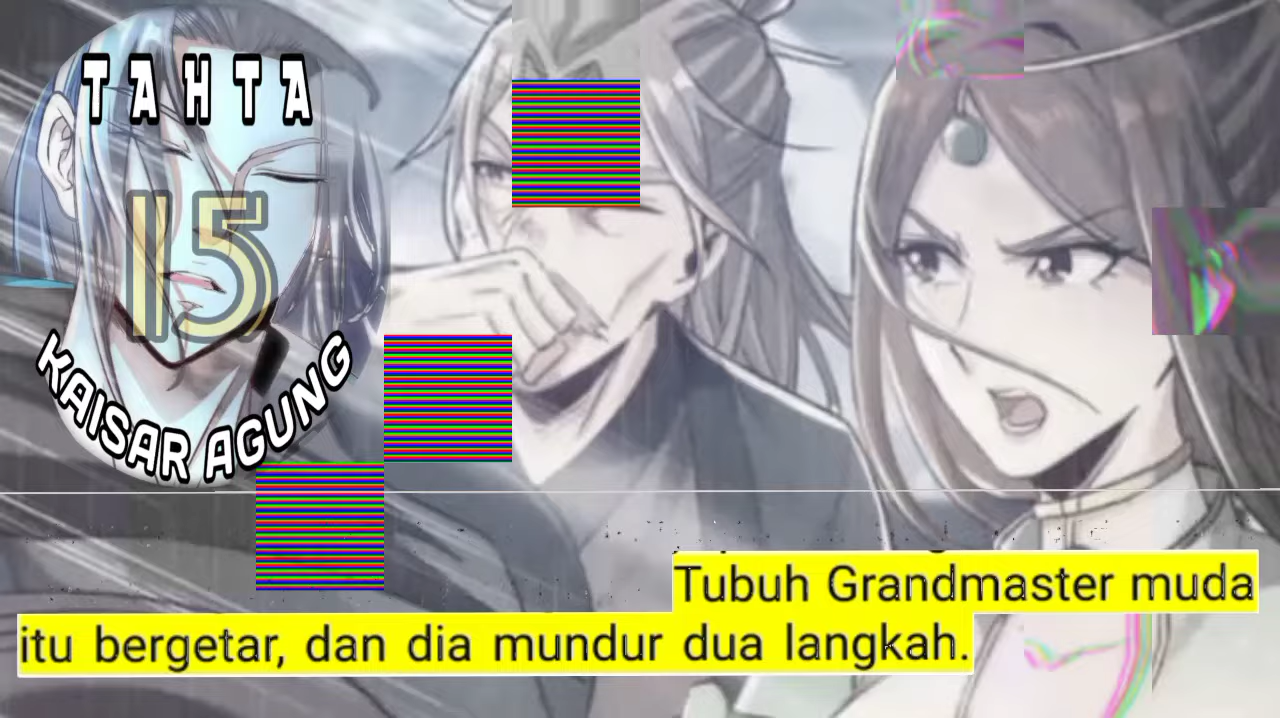 TAHTA
15
KAISAR AGUNG
Tubuh Grandmaster muda
itu bergetar, dan dia mundur dua langkah.